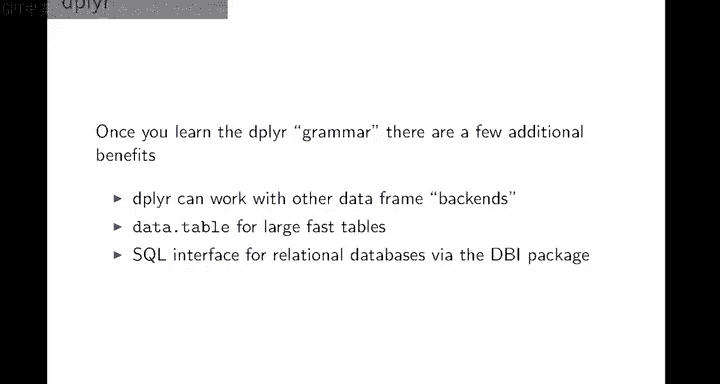 dplyr
Once you learn the dplyr “grammar” there are a few additional
benefits
▶ dplyr can work with other data frame “backends”
▶ data.table for large fast tables
▶ SQL interface for relational databases via the DBI package